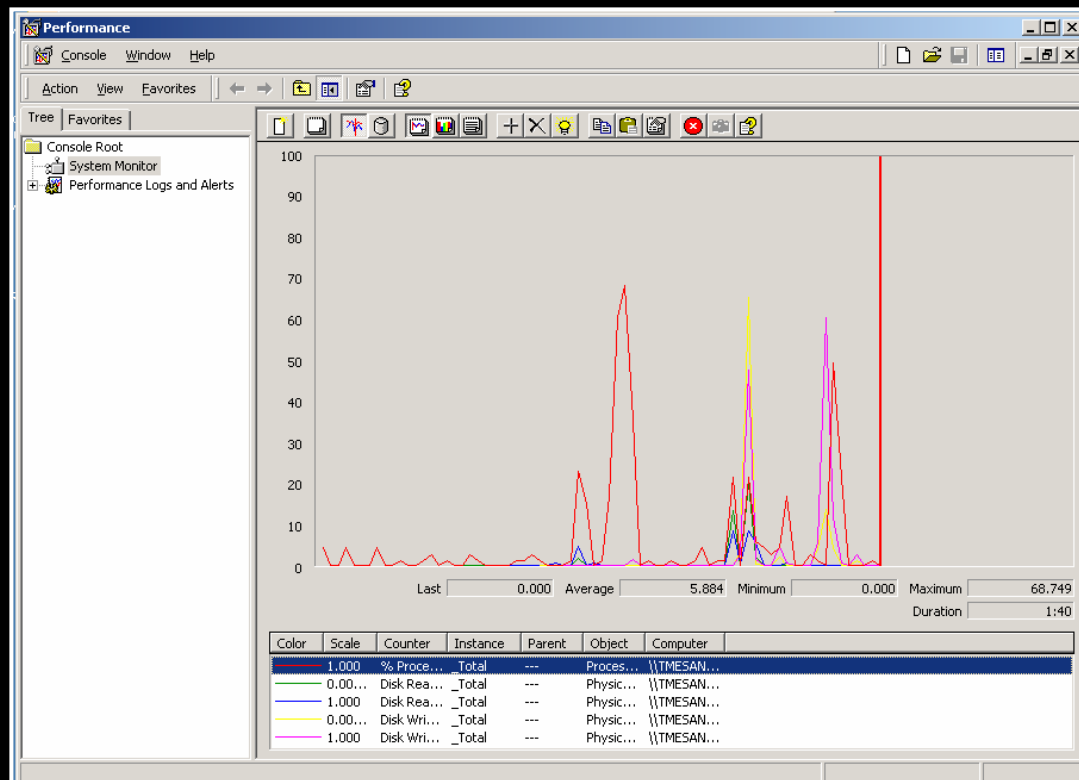 Performance
Console Window Help
Action View Favorites
Tree Favorites
Console Root
System Monitor
Performance Logs and Alerts
100
90
80
70
60
50
40
30
20
10
0
Last 0.000 Average 5.884 Minimum 0.000 Maximum 68.749
Duration 1:40
Color Scale Counter Instance Parent Object Computer
1.000 % Proce... _Total --- Proces... \\TMESAN...
0.00... Disk Rea... _Total --- Physic... \\TMESAN...
1.000 Disk Rea... _Total --- Physic... \\TMESAN...
0.00... Disk Wri... _Total --- Physic... \\TMESAN...
1.000 Disk Wri... _Total --- Physic... \\TMESAN...